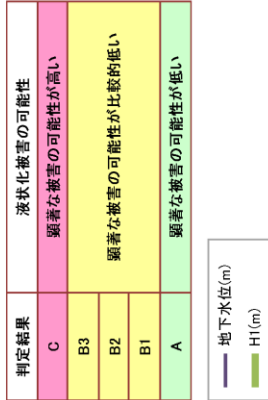 判定結果 液状化被害の可能性
C 顕著な被害の可能性が高い
B3
B2 顕著な被害の可能性が比較的低い
B1
A 顕著な被害の可能性が低い
地下水位(m)
H1(m)